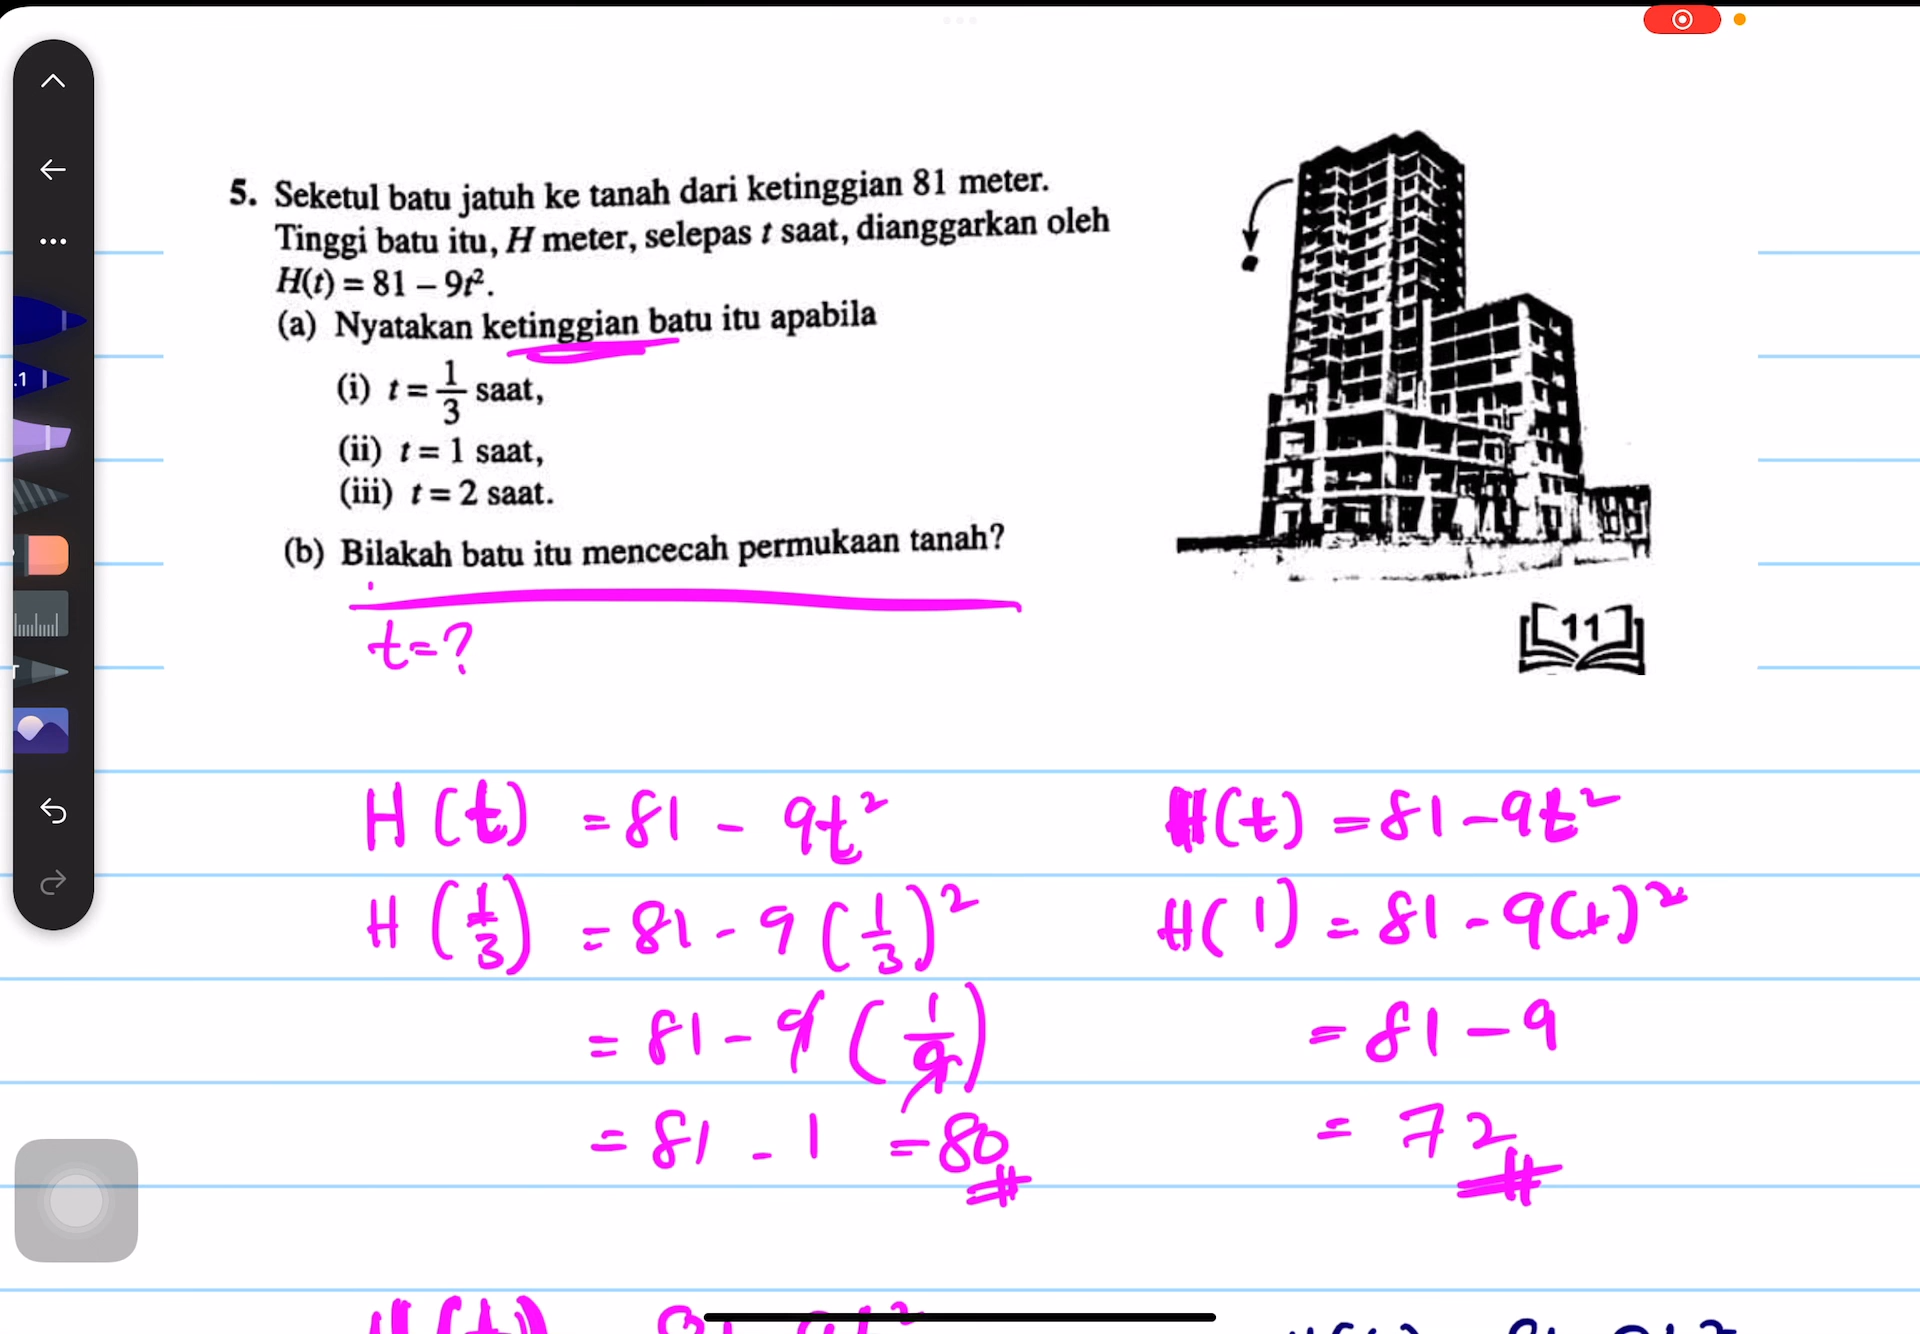 5. Seketul batu jatuh ke tanah dari ketinggian 81 meter.
Tinggi batu itu, H meter, selepas t saat, dianggarkan oleh
H(t) = 81 – 9t².
(a) Nyatakan ketinggian batu itu apabila
(i) t = 1/3 saat,
(ii) t = 1 saat,
(iii) t = 2 saat.
(b) Bilakah batu itu mencecah permukaan tanah?
t=?
11
H(t) = 81 - 9t²
H(1/3) = 81 - 9(1/3)²
= 81 - 9(1/9)
= 81 - 1 = 80
H(t) = 81 - 9t²
H(1) = 81 - 9(1)²
= 81 - 9
= 72